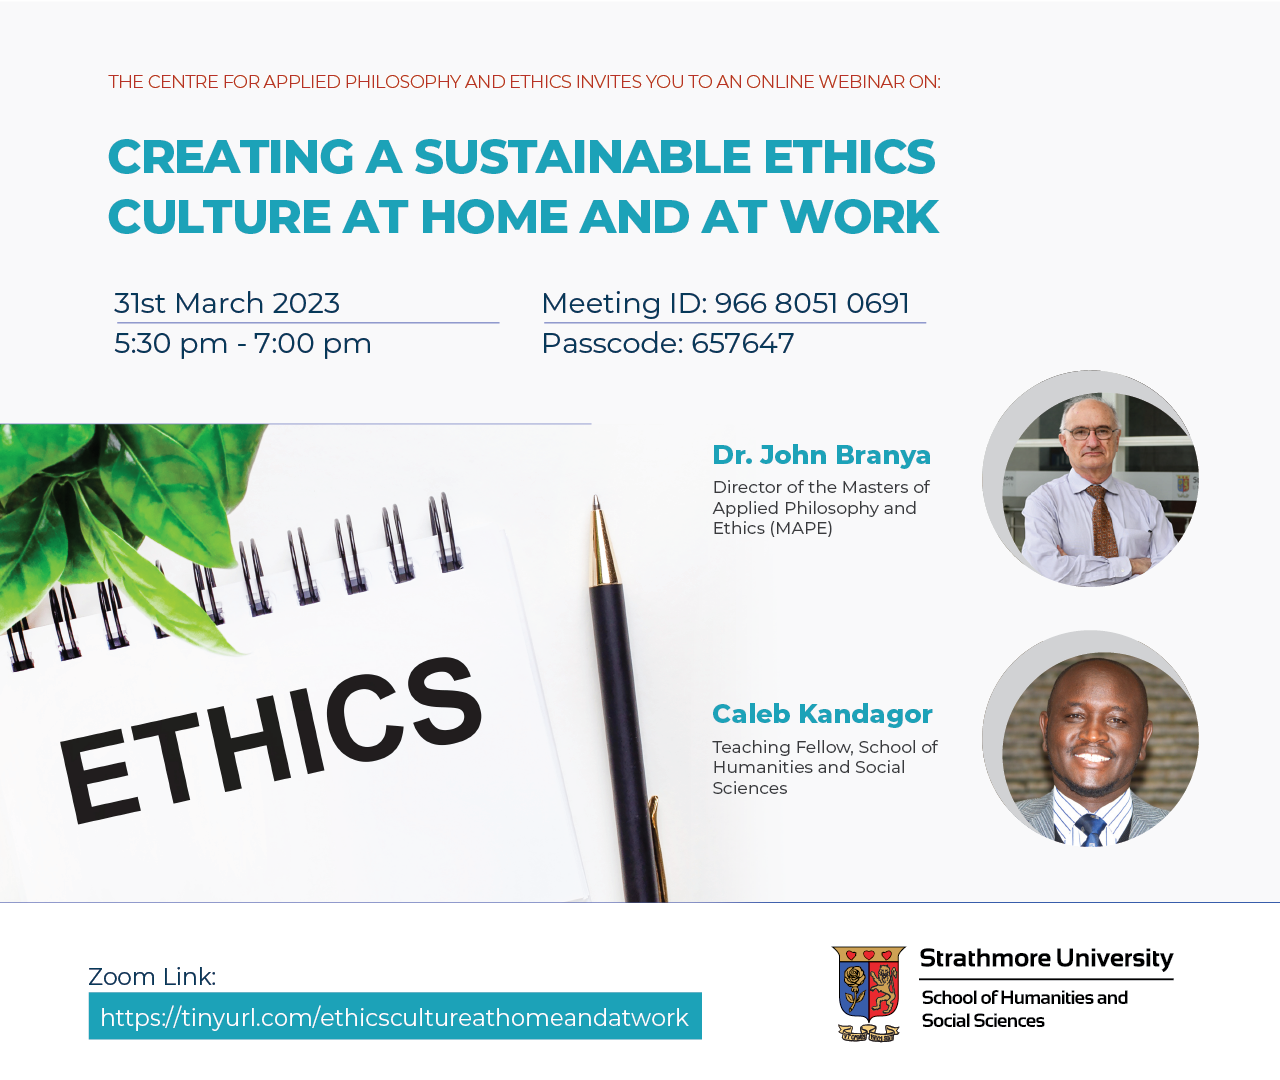 THE CENTRE FOR APPLIED PHILOSOPHY AND ETHICS INVITES YOU TO AN ONLINE WEBINAR ON:
CREATING A SUSTAINABLE ETHICS
CULTURE AT HOME AND AT WORK
31st March 2023
5:30 pm - 7:00 pm
Meeting ID: 966 8051 0691
Passcode: 657647
Dr. John Branya
Director of the Masters of
Applied Philosophy and
Ethics (MAPE)
ETHICS
Caleb Kandagor
Teaching Fellow, School of
Humanities and Social
Sciences
Zoom Link:
https://tinyurl.com/ethicscultureathomeandatwork
Strathmore University
School of Humanities and
Social Sciences